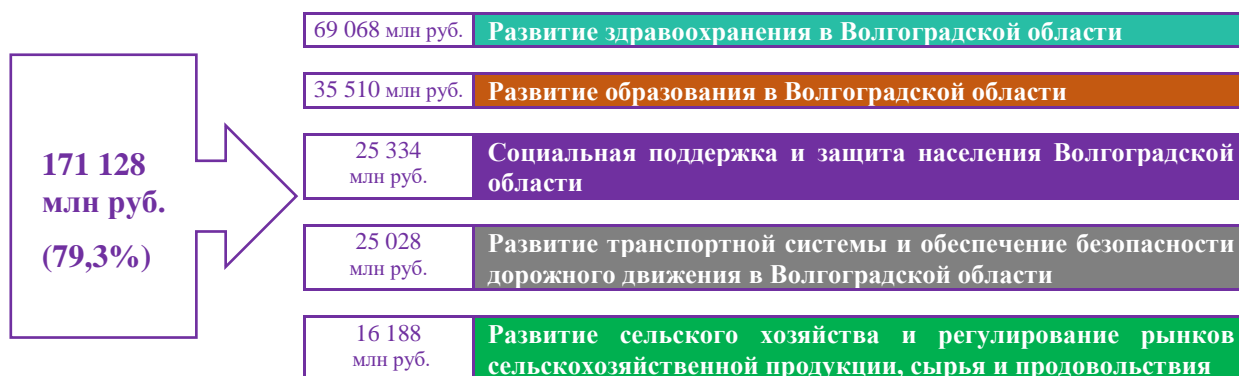 171 128
млн руб.
(79,3%)
69 068 млн руб. Развитие здравоохранения в Волгоградской области
35 510 млн руб. Развитие образования в Волгоградской области
25 334
млн руб.
Социальная поддержка и защита населения Волгоградской
области
25 028
млн руб.
Развитие транспортной системы и обеспечение безопасности
дорожного движения в Волгоградской области
16 188
млн руб.
Развитие сельского хозяйства и регулирование рынков
сельскохозяйственной продукции, сырья и продовольствия